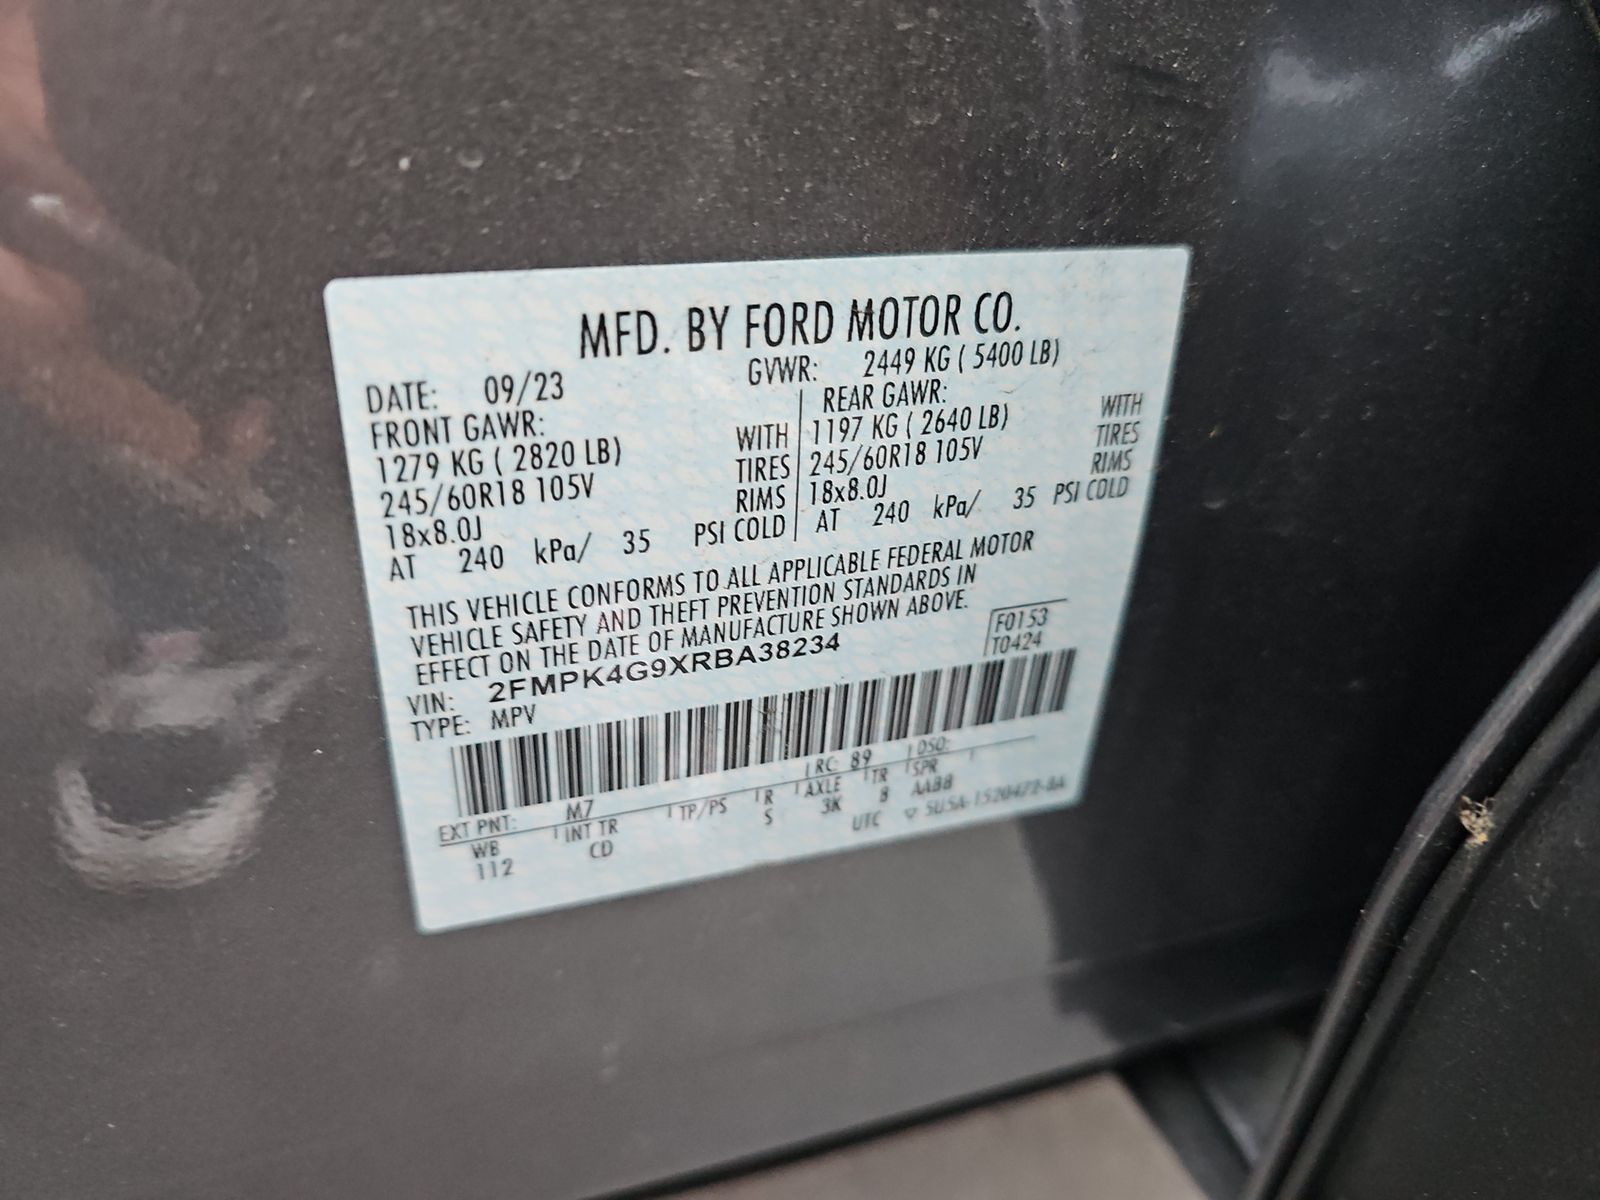 MFD. BY FORD MOTOR CO.
DATE: 09/23 GVWR: 2449 KG ( 5400 LB)
FRONT GAWR: REAR GAWR:
1279 KG ( 2820 LB) WITH 1197 KG ( 2640 LB) WITH
245/60R18 105V TIRES 245/60R18 105V TIRES
18x8.0J RIMS 18x8.0J RIMS
AT 240 kPa/ 35 PSI COLD AT 240 kPa/ 35 PSI COLD
THIS VEHICLE CONFORMS TO ALL APPLICABLE FEDERAL MOTOR
VEHICLE SAFETY AND THEFT PREVENTION STANDARDS IN
EFFECT ON THE DATE OF MANUFACTURE SHOWN ABOVE.
F0153
T0424
VIN: 2FMPK4G9XRBA38234
TYPE: MPV
EXT PNT: M7 RC: 89 DSO:
WB INT TR TP/PS R AXLE TR SPR
112 CD S 3K B AABB
UTC